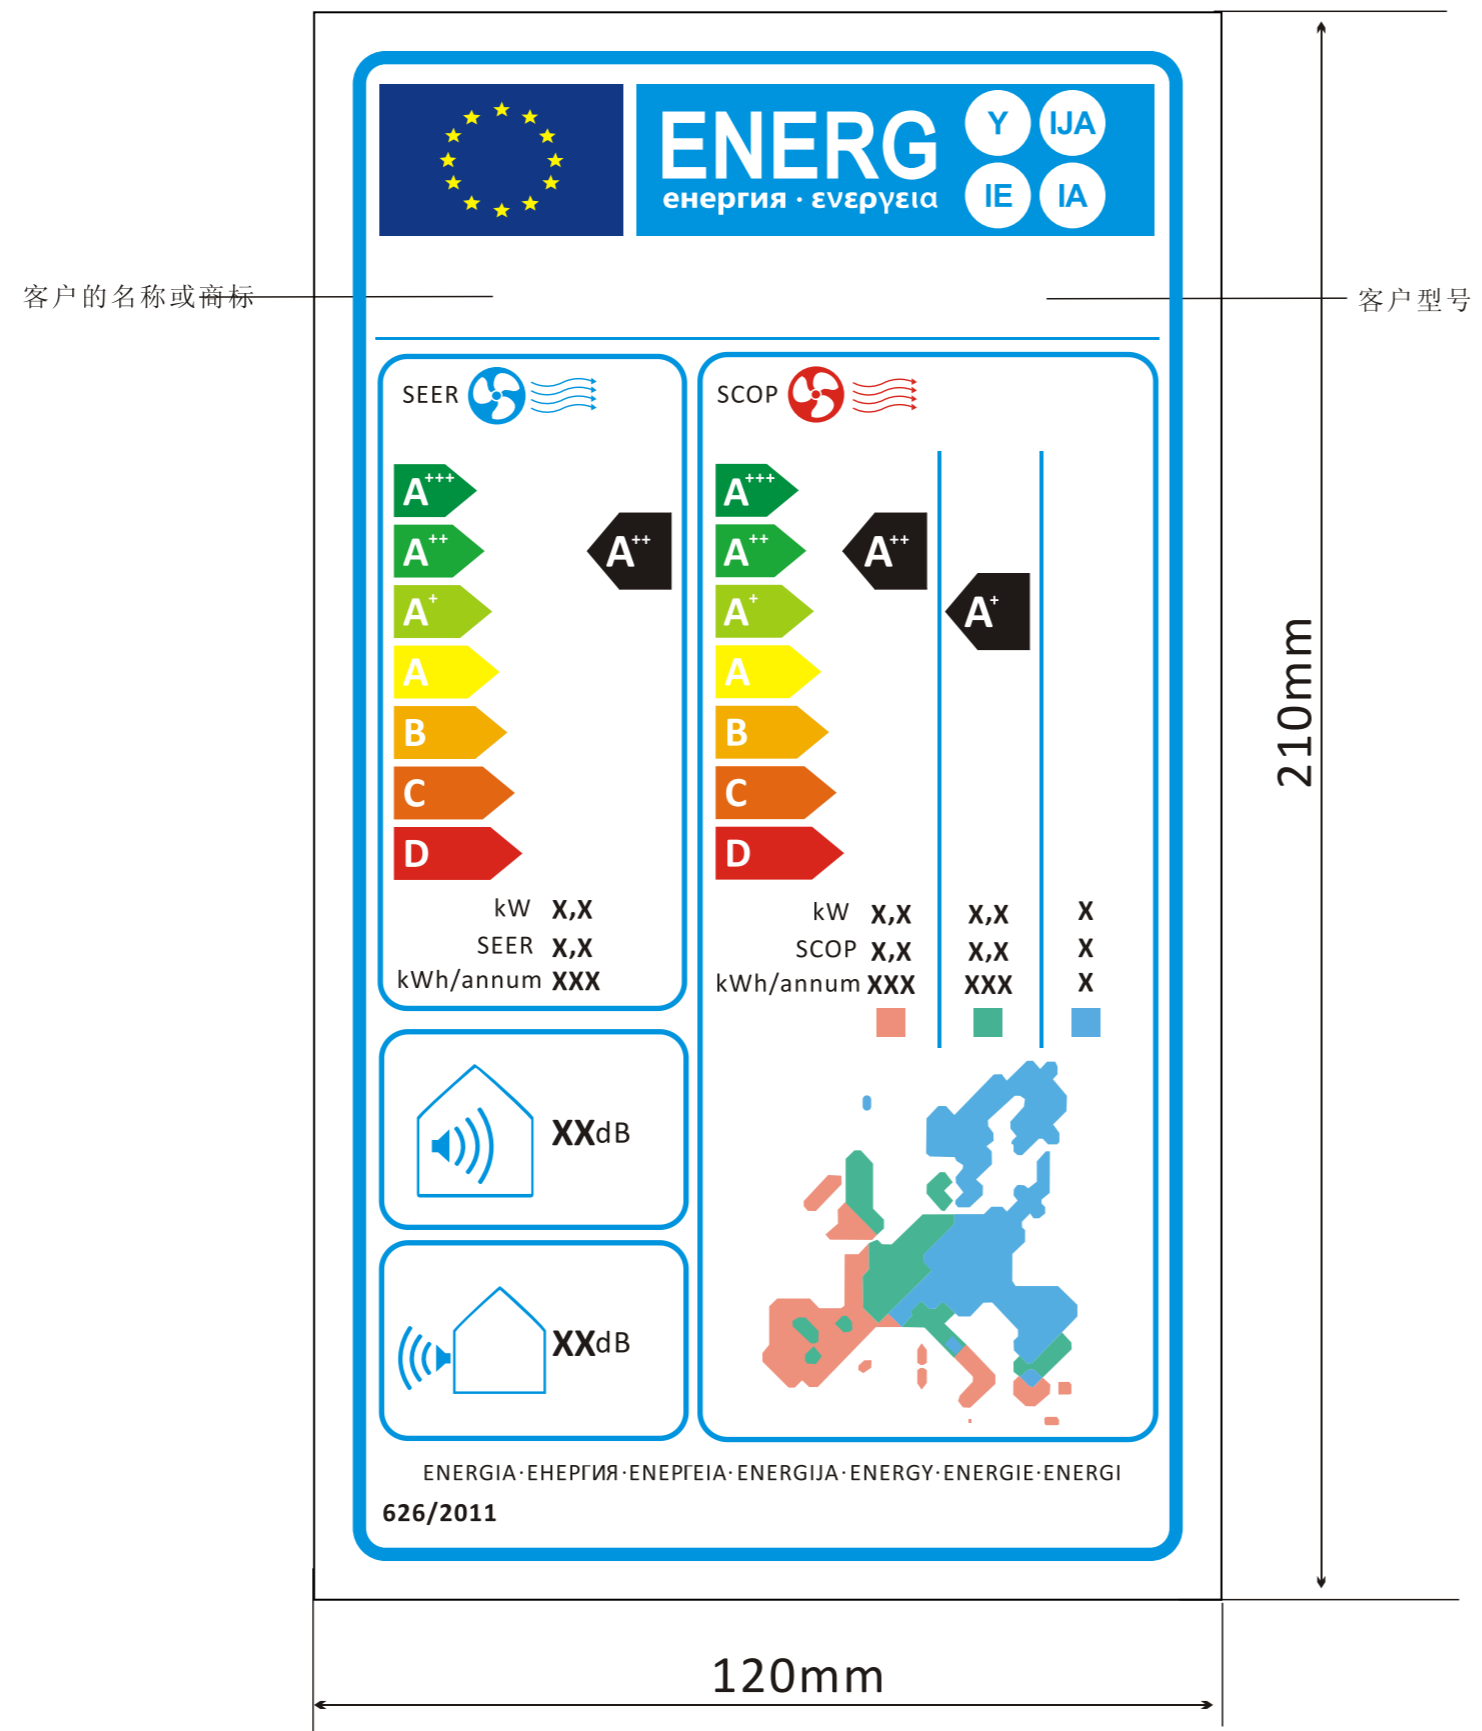 ENERG
енергия · ενεργεια
Y IJA
IE IA
客户的名称或商标
客户型号
SEER
A+++
A++
A+
A
B
C
D
A++
kW X,X
SEER X,X
kWh/annum XXX
SCOP
A+++
A++
A+
A
B
C
D
A++
A+
kW X,X X,X X
SCOP X,X X,X X
kWh/annum XXX XXX X
XXdB
XXdB
ENERGIA·ЕНЕРГИЯ·ΕΝΕΡΓΕΙΑ·ENERGIJA·ENERGY·ENERGIE·ENERGI
626/2011
210mm
120mm